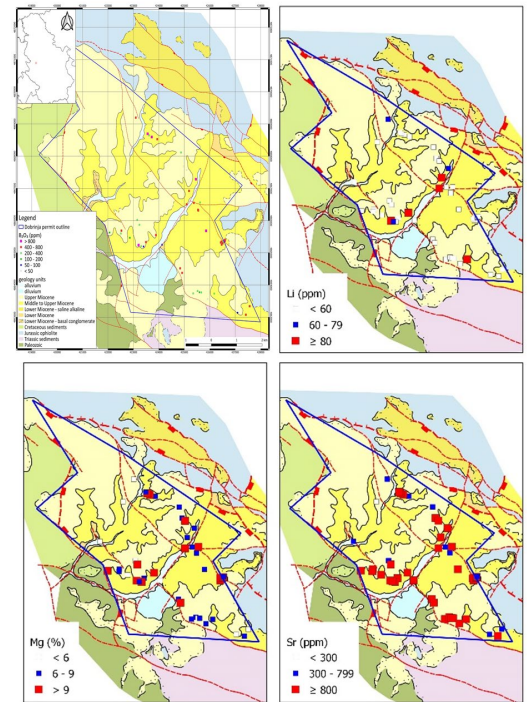 Legend
Dobrinja permit outline
B₂O₃ (ppm)
> 800
400 - 800
200 - 400
100 - 200
50 - 100
< 50
geology units
alluvium
diluvium
Upper Miocene
Middle to Upper Miocene
Lower Miocene - saline alkaline
Lower Miocene
Lower Miocene - basal conglomerate
Cretaceous sediments
Jurassic ophiolite
Triassic sediments
Paleozoic
Li (ppm)
< 60
60 - 79
≥ 80
Mg (%)
< 6
6 - 9
> 9
Sr (ppm)
< 300
300 - 799
≥ 800